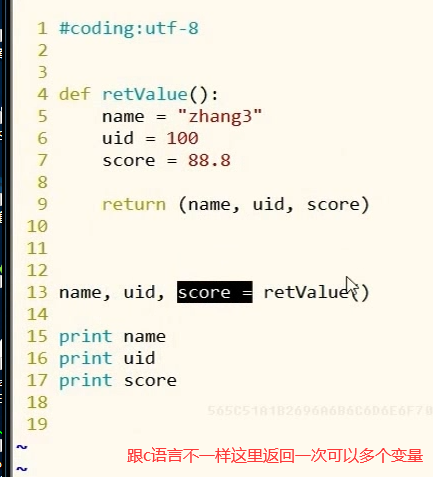 1 #coding:utf-8
2
3
4 def retValue():
5     name = "zhang3"
6     uid = 100
7     score = 88.8
8
9     return (name, uid, score)
10
11
12
13 name, uid, score = retValue()
14
15 print name
16 print uid
17 print score
18
19
~
~
跟c语言不一样这里返回一次可以多个变量